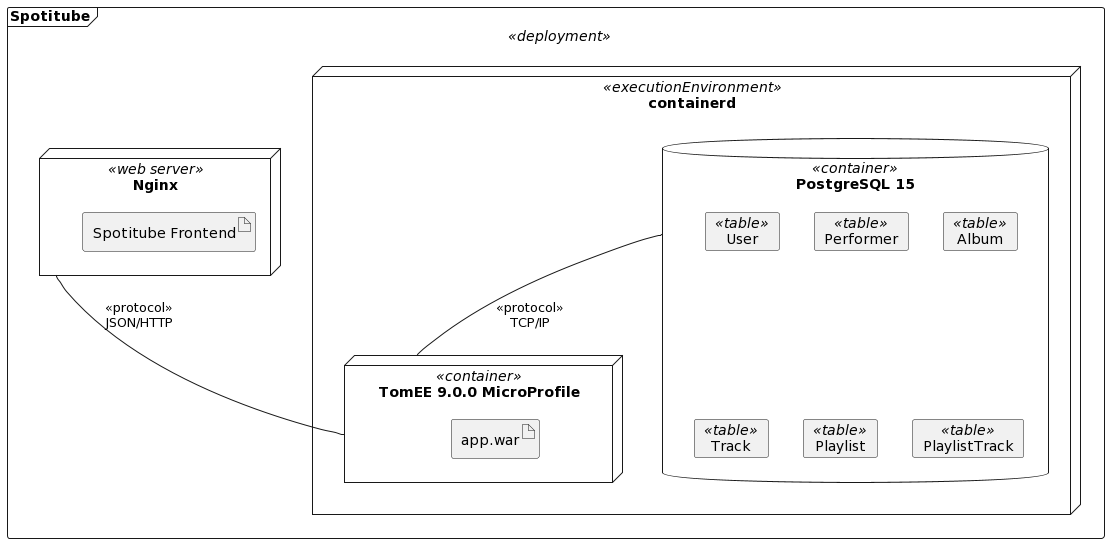 Spotitube
«deployment»
«executionEnvironment»
containerd
«web server»
Nginx
Spotitube Frontend
«container»
PostgreSQL 15
«table»
User
«table»
Performer
«table»
Album
«protocol»
JSON/HTTP
«protocol»
TCP/IP
«container»
TomEE 9.0.0 MicroProfile
app.war
«table»
Track
«table»
Playlist
«table»
PlaylistTrack